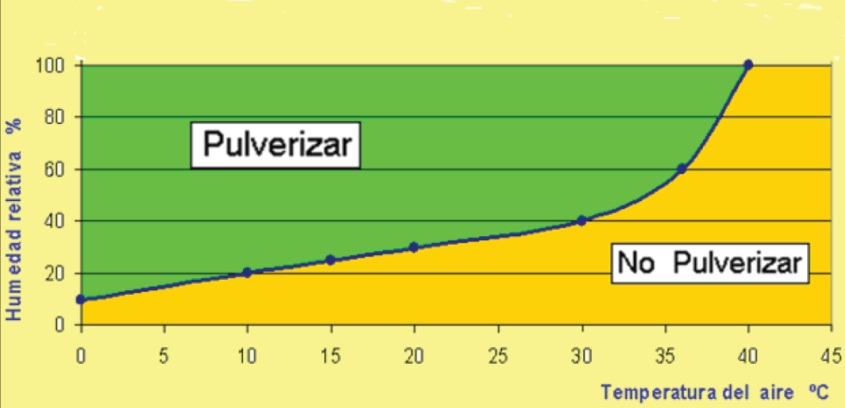 100
80
60
40
20
0
Humedad relativa %
Pulverizar
No Pulverizar
0 5 10 15 20 25 30 35 40 45
Temperatura del aire ºC